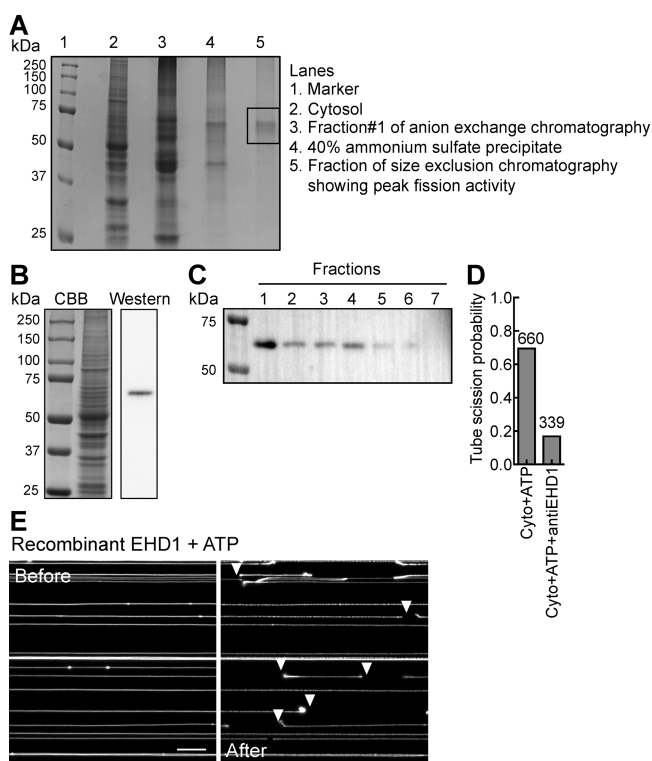 A
kDa 1 2 3 4 5
250
150
100
75
50
37
25
Lanes
1. Marker
2. Cytosol
3. Fraction#1 of anion exchange chromatography
4. 40% ammonium sulfate precipitate
5. Fraction of size exclusion chromatography
showing peak fission activity
B
kDa CBB Western
250
150
100
75
50
37
25
C
Fractions
kDa 1 2 3 4 5 6 7
75
50
D
Tube scission probability
1.0
0.8
0.6
0.4
0.2
0.0
660
339
Cyto+ATP
Cyto+ATP+antiEHD1
E
Recombinant EHD1 + ATP
Before
After